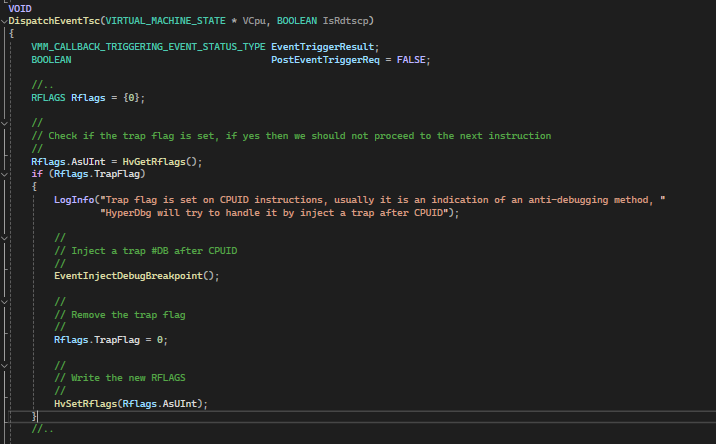 VOID
DispatchEventTsc(VIRTUAL_MACHINE_STATE * VCpu, BOOLEAN IsRdtscp)
{
    VMM_CALLBACK_TRIGGERING_EVENT_STATUS_TYPE EventTriggerResult;
    BOOLEAN                                   PostEventTriggerReq = FALSE;
    //..
    RFLAGS Rflags = {0};
    //
    // Check if the trap flag is set, if yes then we should not proceed to the next instruction
    //
    Rflags.AsUInt = HvGetRflags();
    if (Rflags.TrapFlag)
    {
        LogInfo("Trap flag is set on CPUID instructions, usually it is an indication of an anti-debugging method, "
                "HyperDbg will try to handle it by inject a trap after CPUID");
        //
        // Inject a trap #DB after CPUID
        //
        EventInjectDebugBreakpoint();
        //
        // Remove the trap flag
        //
        Rflags.TrapFlag = 0;
        //
        // Write the new RFLAGS
        //
        HvSetRflags(Rflags.AsUInt);
    }
    //..